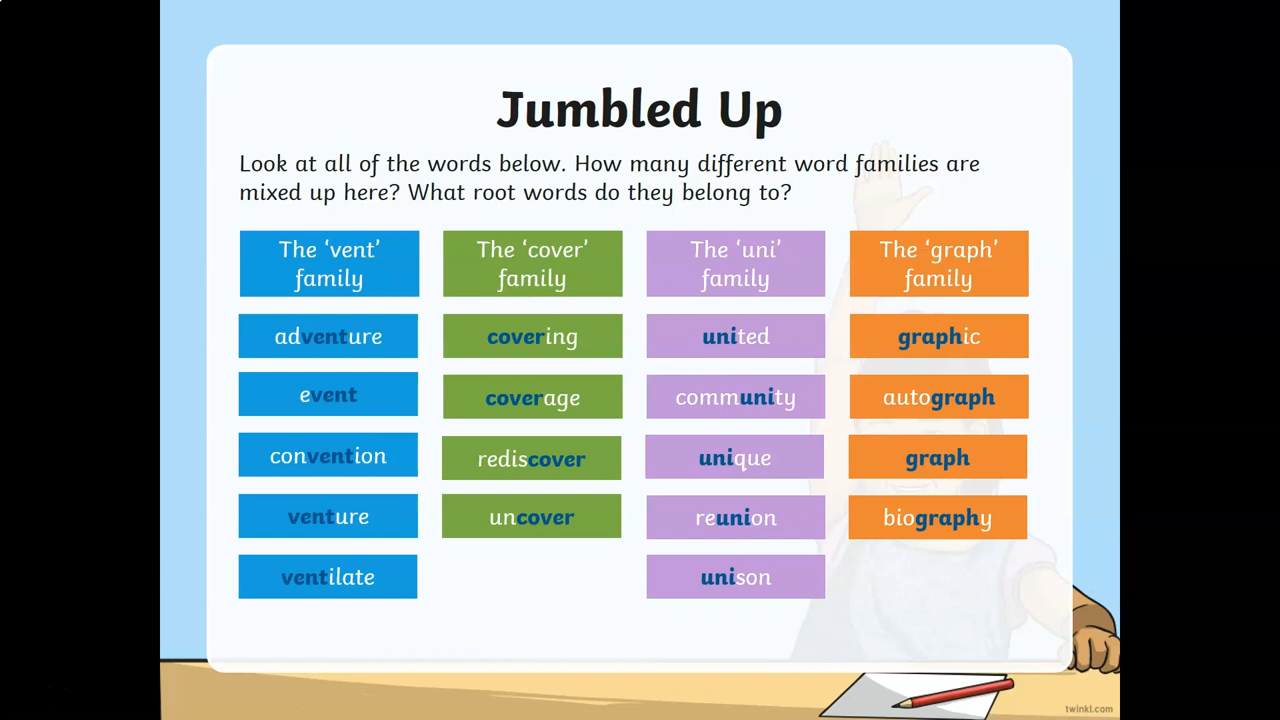 Jumbled Up
Look at all of the words below. How many different word families are
mixed up here? What root words do they belong to?
The ‘vent’
family
adventure
event
convention
venture
ventilate
The ‘cover’
family
covering
coverage
rediscover
uncover
The ‘uni’
family
united
community
unique
reunion
unison
The ‘graph’
family
graphic
autograph
graph
biography
twinkl.com